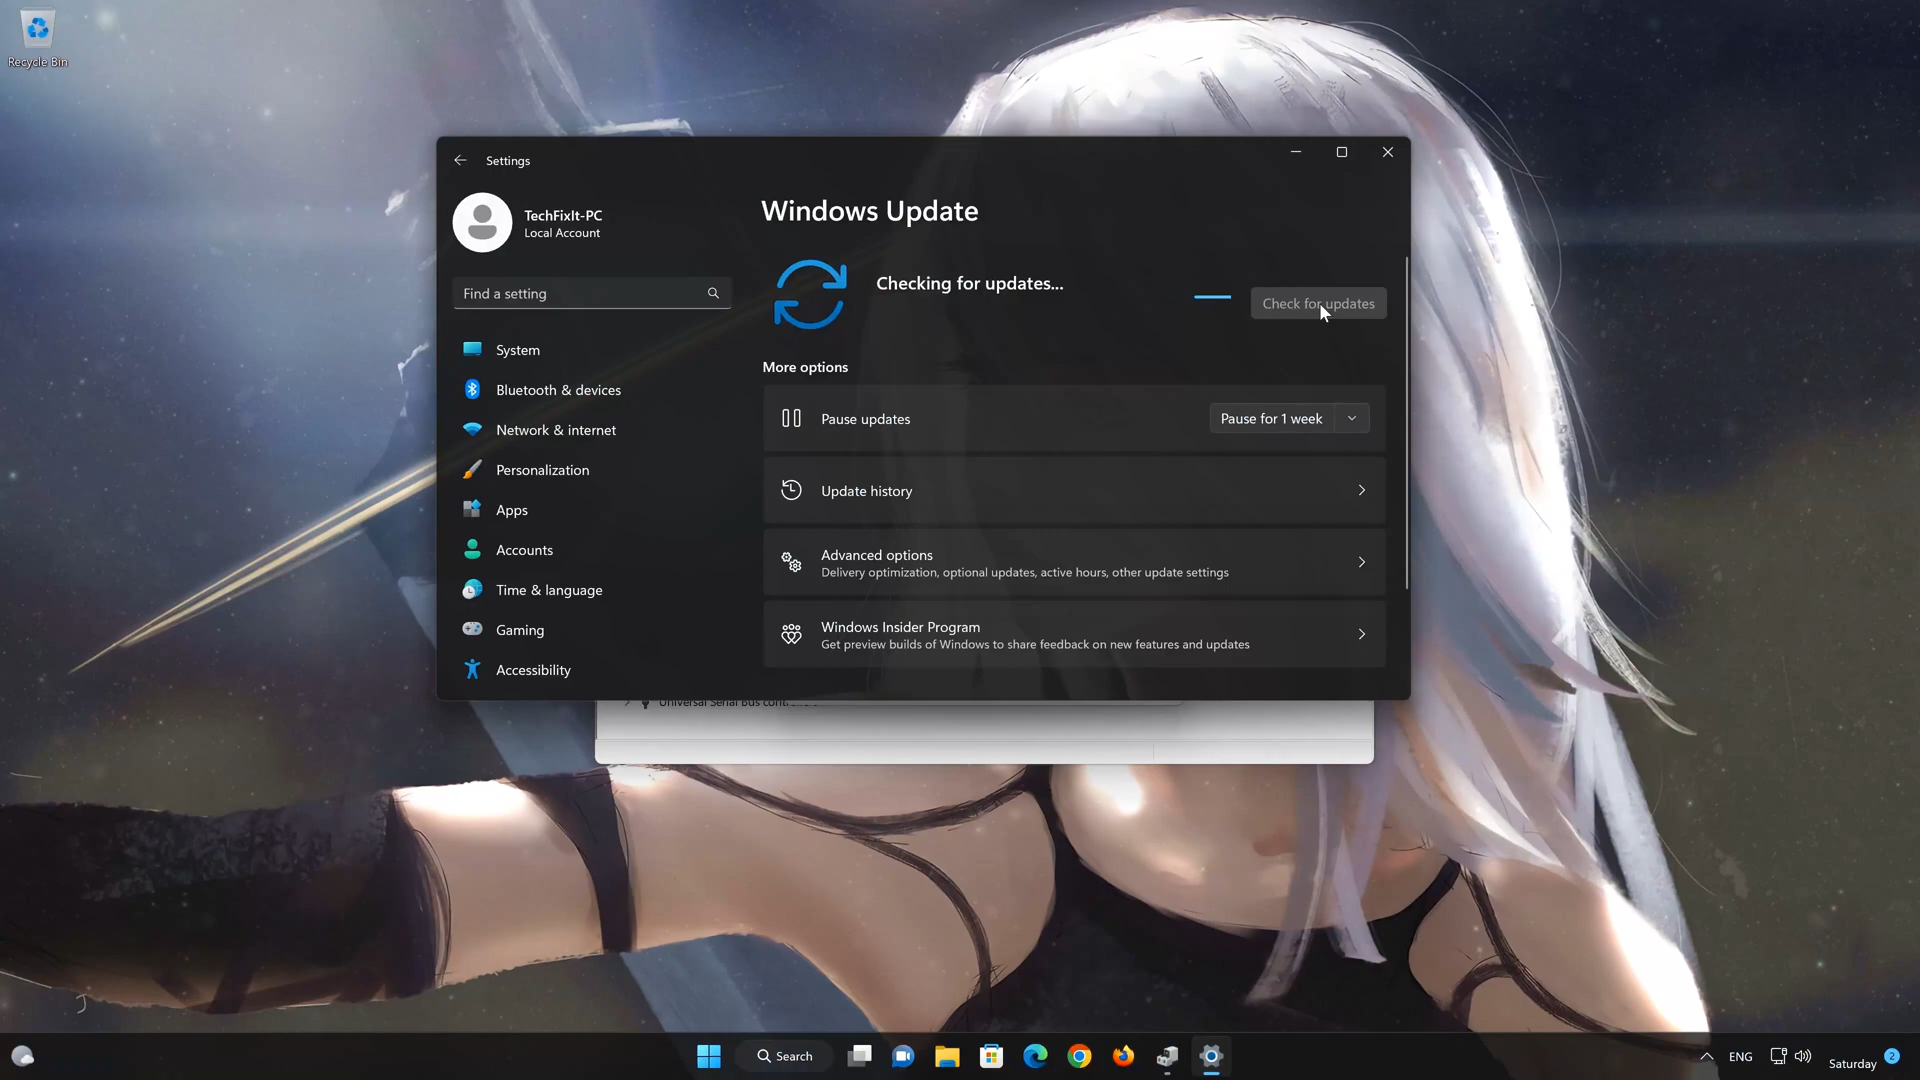 Recycle Bin
Settings
TechFixIt-PC
Local Account
Find a setting
System
Bluetooth & devices
Network & internet
Personalization
Apps
Accounts
Time & language
Gaming
Accessibility
Windows Update
Checking for updates...
Check for updates
More options
Pause updates
Pause for 1 week
Update history
Advanced options
Delivery optimization, optional updates, active hours, other update settings
Windows Insider Program
Get preview builds of Windows to share feedback on new features and updates
Universal Serial Bus
Search
ENG
Saturday
2